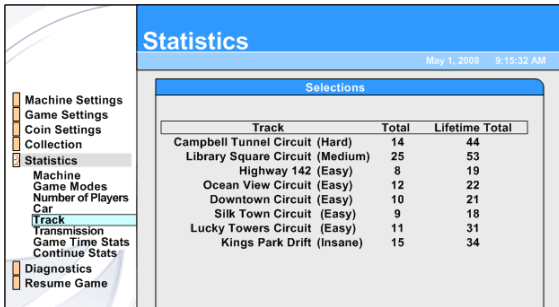 Statistics
May 1, 2008 9:15:32 AM
Machine Settings
Game Settings
Coin Settings
Collection
Statistics
Machine
Game Modes
Number of Players
Car
Track
Transmission
Game Time Stats
Continue Stats
Diagnostics
Resume Game
Selections
Track Total Lifetime Total
Campbell Tunnel Circuit (Hard) 14 44
Library Square Circuit (Medium) 25 53
Highway 142 (Easy) 8 19
Ocean View Circuit (Easy) 12 22
Downtown Circuit (Easy) 10 21
Silk Town Circuit (Easy) 9 18
Lucky Towers Circuit (Easy) 11 31
Kings Park Drift (Insane) 15 34